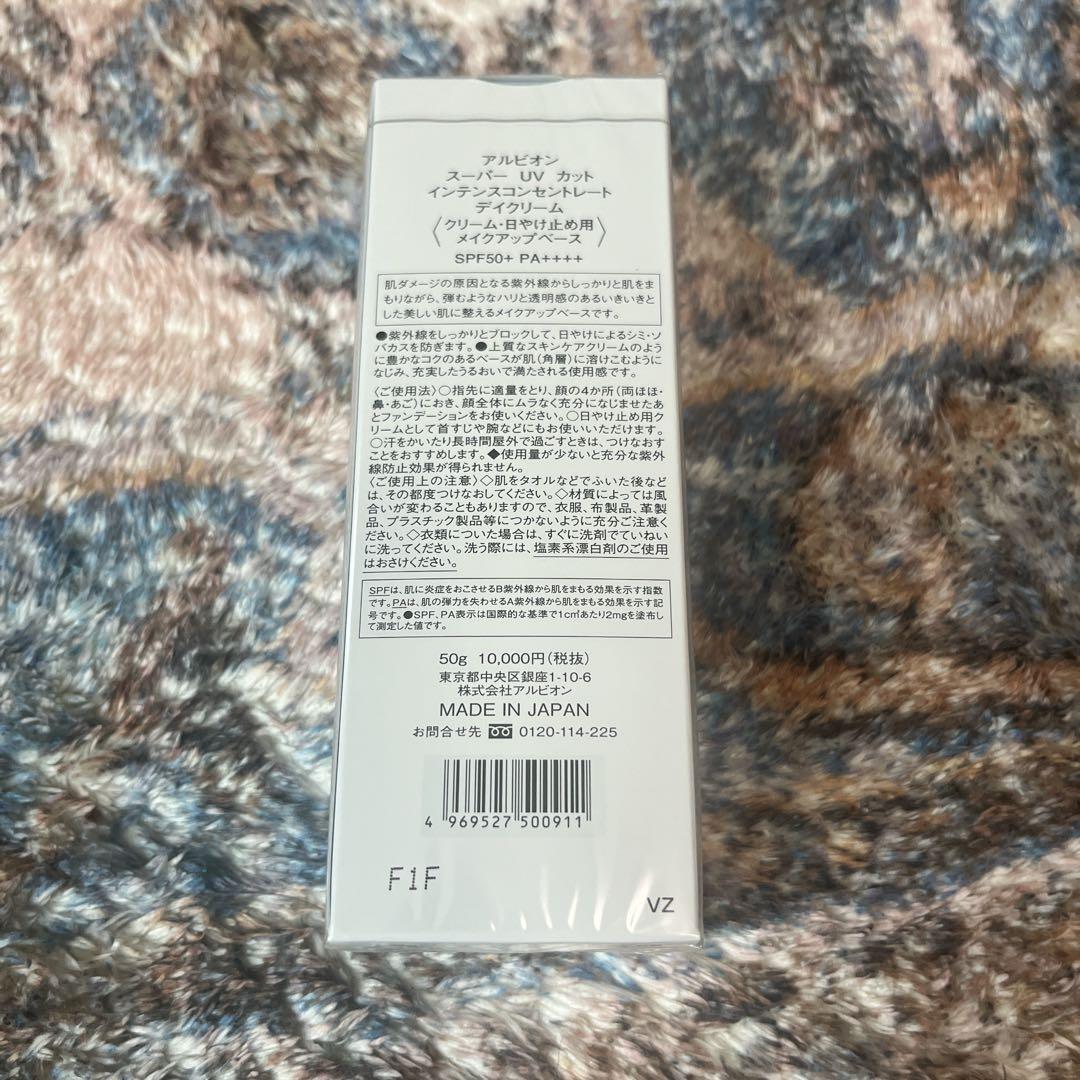 アルビオン
スーパー UV カット
インテンスコンセントレート
デイクリーム
〈クリーム・日やけ止め用
メイクアップベース〉
SPF50+ PA++++
肌ダメージの原因となる紫外線からしっかりと肌をま
もりながら、弾むようなハリと透明感のあるいきいきと
した美しい肌に整えるメイクアップベースです。
●紫外線をしっかりとブロックして、日やけによるシミ・ソ
バカスを防ぎます。●上質なスキンケアクリームのよう
に豊かなコクのあるベースが肌(角層)に溶けこむように
なじみ、充実したうるおいで満たされる使用感です。
〈ご使用法〉○指先に適量をとり、顔の4か所(両ほほ・
鼻・あご)におき、顔全体にムラなく充分になじませたあ
とファンデーションをお使いください。○日やけ止め用ク
リームとして首すじや腕などにもお使いいただけます。
○汗をかいたり長時間屋外で過ごすときは、つけなおす
ことをおすすめします。◆使用量が少ないと充分な紫外
線防止効果が得られません。
〈ご使用上の注意〉◇肌をタオルなどでふいた後など
は、その都度つけなおしてください。◇材質によっては風
合いが変わることもありますので、衣服、布製品、革製
品、プラスチック製品等につかないように充分ご注意くだ
さい。◇衣類についた場合は、すぐに洗剤でていねい
に洗ってください。洗う際には、塩素系漂白剤のご使用
はおさけください。
SPFは、肌に炎症をおこさせるB紫外線から肌をまもる効果を示す指数
です。PAは、肌の弾力を失わせるA紫外線から肌をまもる効果を示す記
号です。●SPF、PA表示は国際的な基準で1c㎡あたり2mgを塗布し
て測定した値です。
50g 10,000円(税抜)
東京都中央区銀座1-10-6
株式会社アルビオン
MADE IN JAPAN
お問合せ先 0120-114-225
4 969527 500911
F1F
VZ